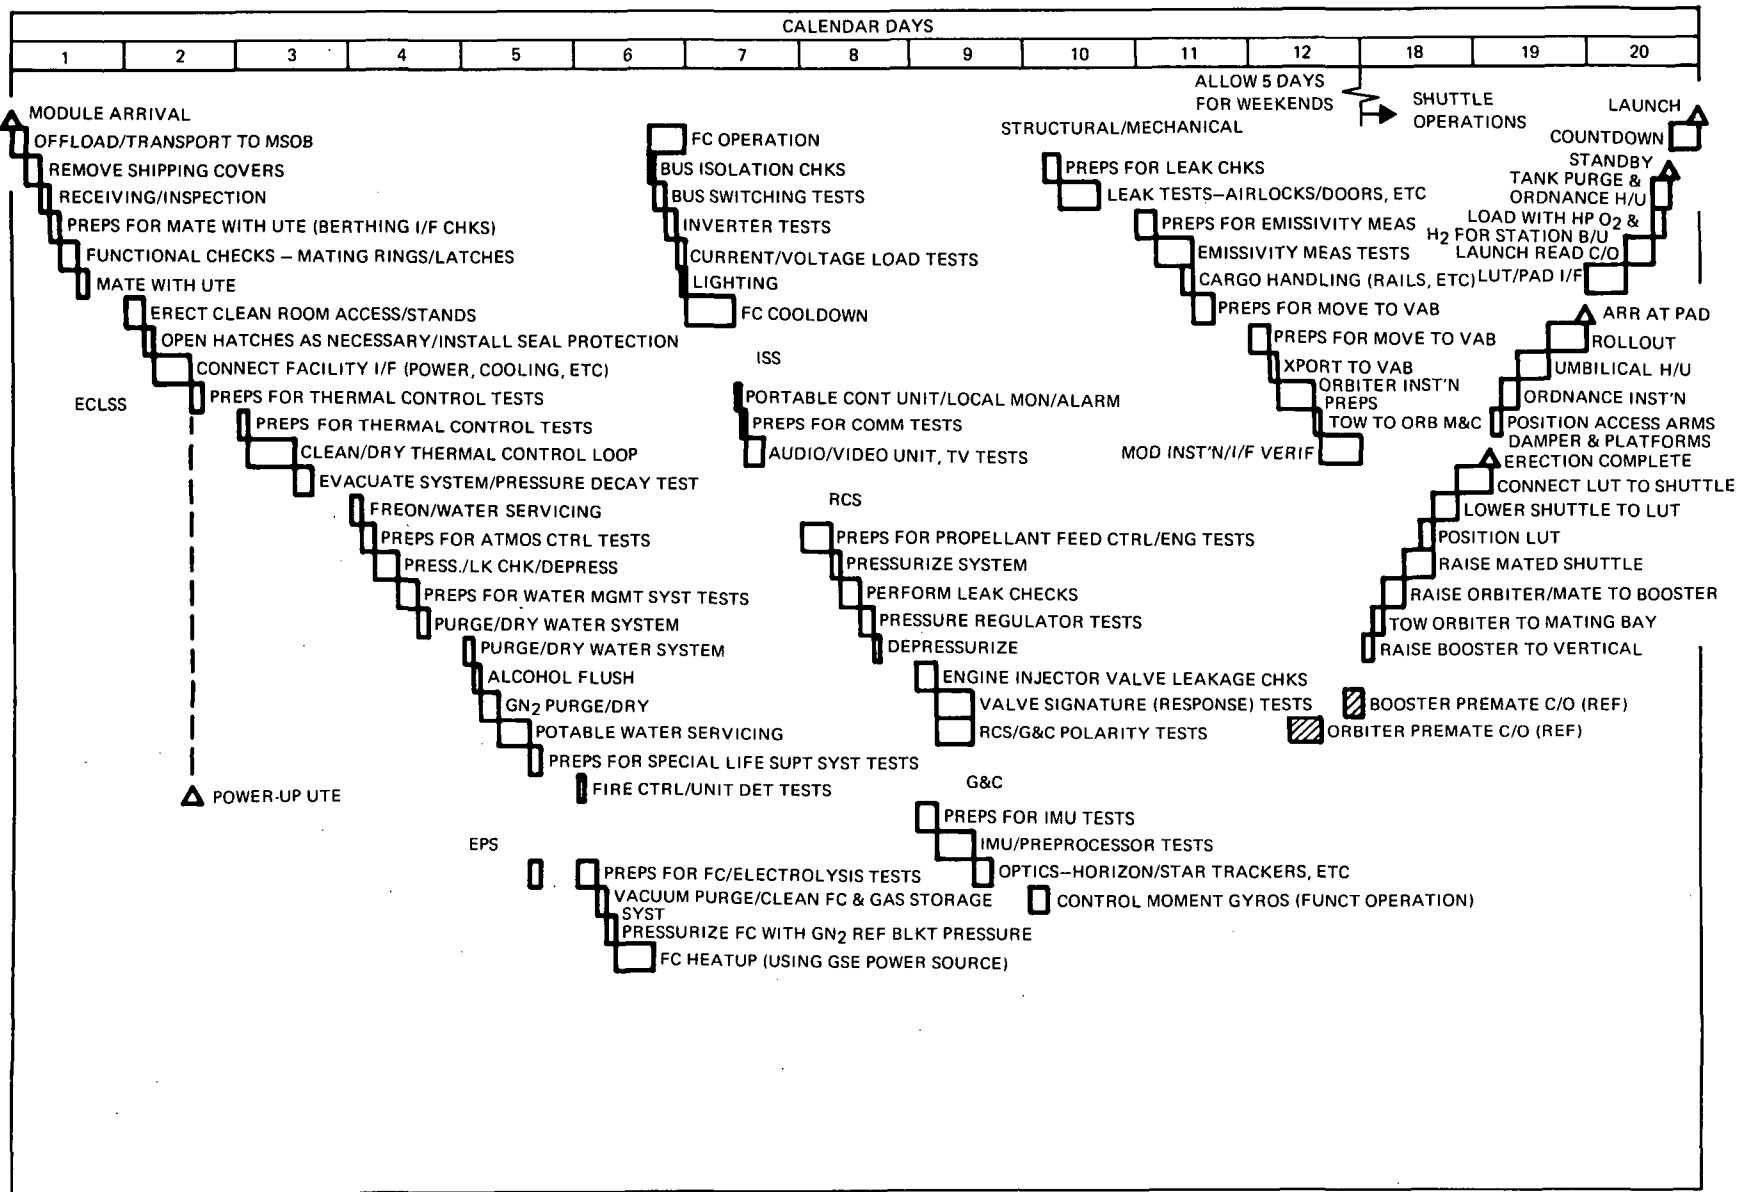 CALENDAR DAYS
1 2 3 4 5 6 7 8 9 10 11 12 18 19 20
MODULE ARRIVAL
OFFLOAD/TRANSPORT TO MSOB
REMOVE SHIPPING COVERS
RECEIVING/INSPECTION
PREPS FOR MATE WITH UTE (BERTHING I/F CHKS)
FUNCTIONAL CHECKS – MATING RINGS/LATCHES
MATE WITH UTE
ERECT CLEAN ROOM ACCESS/STANDS
OPEN HATCHES AS NECESSARY/INSTALL SEAL PROTECTION
CONNECT FACILITY I/F (POWER, COOLING, ETC)
PREPS FOR THERMAL CONTROL TESTS
ECLSS
PREPS FOR THERMAL CONTROL TESTS
CLEAN/DRY THERMAL CONTROL LOOP
EVACUATE SYSTEM/PRESSURE DECAY TEST
FREON/WATER SERVICING
PREPS FOR ATMOS CTRL TESTS
PRESS./LK CHK/DEPRESS
PREPS FOR WATER MGMT SYST TESTS
PURGE/DRY WATER SYSTEM
PURGE/DRY WATER SYSTEM
ALCOHOL FLUSH
GN2 PURGE/DRY
POTABLE WATER SERVICING
PREPS FOR SPECIAL LIFE SUPT SYST TESTS
FIRE CTRL/UNIT DET TESTS
POWER-UP UTE
EPS
PREPS FOR FC/ELECTROLYSIS TESTS
VACUUM PURGE/CLEAN FC & GAS STORAGE
SYST
PRESSURIZE FC WITH GN2 REF BLKT PRESSURE
FC HEATUP (USING GSE POWER SOURCE)
FC OPERATION
BUS ISOLATION CHKS
BUS SWITCHING TESTS
INVERTER TESTS
CURRENT/VOLTAGE LOAD TESTS
LIGHTING
FC COOLDOWN
ISS
PORTABLE CONT UNIT/LOCAL MON/ALARM
PREPS FOR COMM TESTS
AUDIO/VIDEO UNIT, TV TESTS
RCS
PREPS FOR PROPELLANT FEED CTRL/ENG TESTS
PRESSURIZE SYSTEM
PERFORM LEAK CHECKS
PRESSURE REGULATOR TESTS
DEPRESSURIZE
ENGINE INJECTOR VALVE LEAKAGE CHKS
VALVE SIGNATURE (RESPONSE) TESTS
RCS/G&C POLARITY TESTS
G&C
PREPS FOR IMU TESTS
IMU/PREPROCESSOR TESTS
OPTICS–HORIZON/STAR TRACKERS, ETC
CONTROL MOMENT GYROS (FUNCT OPERATION)
STRUCTURAL/MECHANICAL
PREPS FOR LEAK CHKS
LEAK TESTS–AIRLOCKS/DOORS, ETC
PREPS FOR EMISSIVITY MEAS
EMISSIVITY MEAS TESTS
CARGO HANDLING (RAILS, ETC)
PREPS FOR MOVE TO VAB
PREPS FOR MOVE TO VAB
XPORT TO VAB
ORBITER INST'N
PREPS
TOW TO ORB M&C
MOD INST'N/I/F VERIF
ALLOW 5 DAYS
FOR WEEKENDS
SHUTTLE
OPERATIONS
LAUNCH
COUNTDOWN
STANDBY
TANK PURGE &
ORDNANCE H/U
LOAD WITH HP O2 &
H2 FOR STATION B/U
LAUNCH READ C/O
LUT/PAD I/F
ARR AT PAD
ROLLOUT
UMBILICAL H/U
ORDNANCE INST'N
POSITION ACCESS ARMS
DAMPER & PLATFORMS
ERECTION COMPLETE
CONNECT LUT TO SHUTTLE
LOWER SHUTTLE TO LUT
POSITION LUT
RAISE MATED SHUTTLE
RAISE ORBITER/MATE TO BOOSTER
TOW ORBITER TO MATING BAY
RAISE BOOSTER TO VERTICAL
BOOSTER PREMATE C/O (REF)
ORBITER PREMATE C/O (REF)